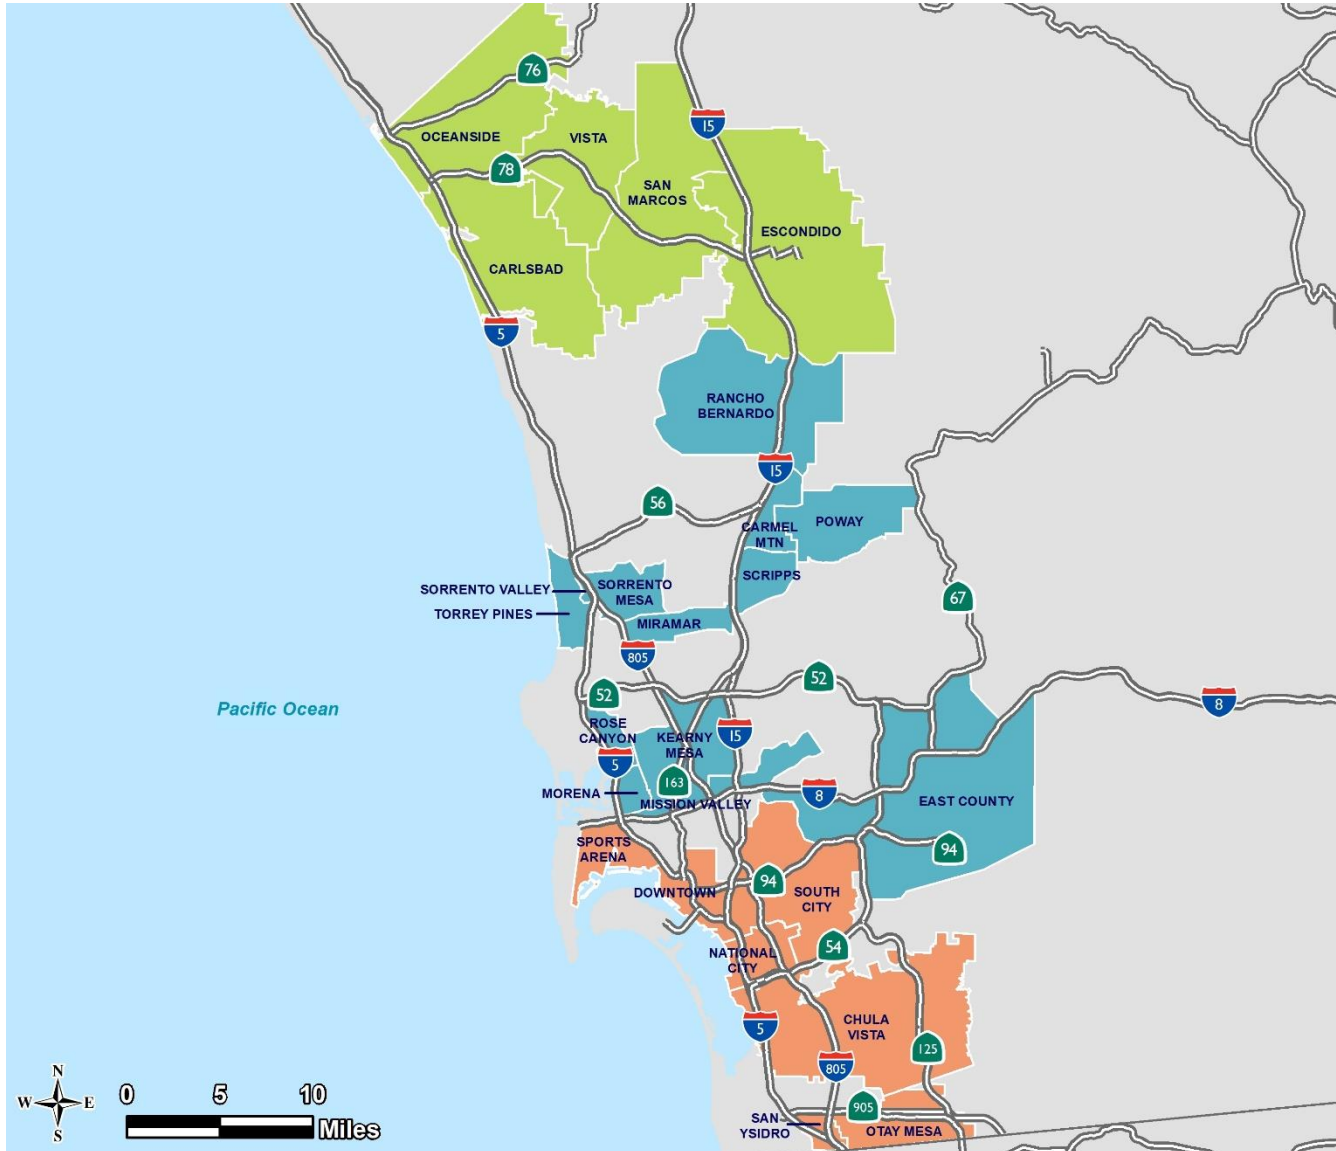 76
15
OCEANSIDE
VISTA
78
SAN
MARCOS
ESCONDIDO
CARLSBAD
5
RANCHO
BERNARDO
15
56
POWAY
CARMEL
MTN
SCRIPPS
SORRENTO VALLEY
SORRENTO
MESA
TORREY PINES
MIRAMAR
67
805
52
52
8
Pacific Ocean
ROSE
CANYON
KEARNY
MESA
15
5
163
MORENA
MISSION VALLEY
8
EAST COUNTY
SPORTS
ARENA
94
94
DOWNTOWN
SOUTH
CITY
NATIONAL
CITY
54
5
CHULA
VISTA
125
805
905
SAN
YSIDRO
OTAY MESA
N
W
E
S
0 5 10
Miles